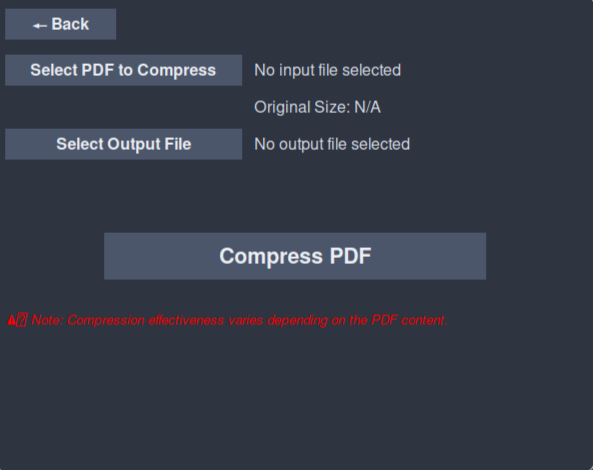 ← Back
Select PDF to Compress No input file selected
Original Size: N/A
Select Output File No output file selected
Compress PDF
⚠ Note: Compression effectiveness varies depending on the PDF content.